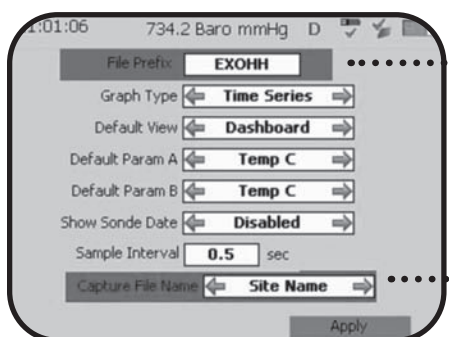 :01:06 734.2 Baro mmHg D
File Prefix EXOHH
Graph Type Time Series
Default View Dashboard
Default Param A Temp C
Default Param B Temp C
Show Sonde Date Disabled
Sample Interval 0.5 sec
Capture File Name Site Name
Apply